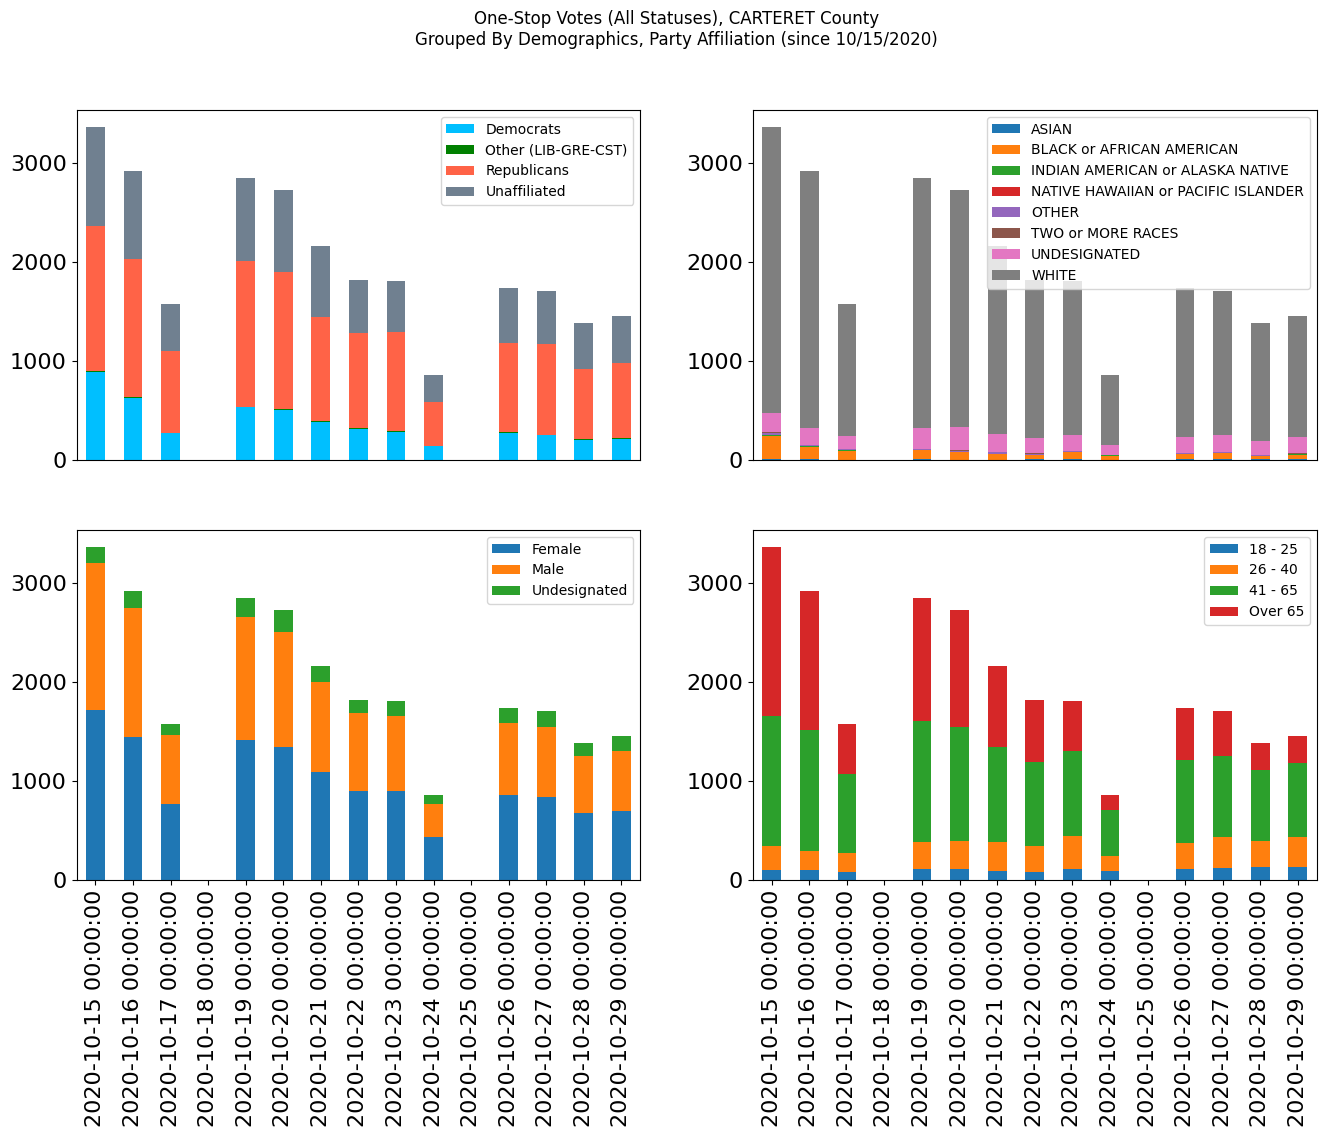 One-Stop Votes (All Statuses), CARTERET County
Grouped By Demographics, Party Affiliation (since 10/15/2020)
3000
2000
1000
0
Democrats
Other (LIB-GRE-CST)
Republicans
Unaffiliated
3000
2000
1000
0
ASIAN
BLACK or AFRICAN AMERICAN
INDIAN AMERICAN or ALASKA NATIVE
NATIVE HAWAIIAN or PACIFIC ISLANDER
OTHER
TWO or MORE RACES
UNDESIGNATED
WHITE
3000
2000
1000
0
Female
Male
Undesignated
2020-10-15 00:00:00
2020-10-16 00:00:00
2020-10-17 00:00:00
2020-10-18 00:00:00
2020-10-19 00:00:00
2020-10-20 00:00:00
2020-10-21 00:00:00
2020-10-22 00:00:00
2020-10-23 00:00:00
2020-10-24 00:00:00
2020-10-25 00:00:00
2020-10-26 00:00:00
2020-10-27 00:00:00
2020-10-28 00:00:00
2020-10-29 00:00:00
3000
2000
1000
0
18 - 25
26 - 40
41 - 65
Over 65
2020-10-15 00:00:00
2020-10-16 00:00:00
2020-10-17 00:00:00
2020-10-18 00:00:00
2020-10-19 00:00:00
2020-10-20 00:00:00
2020-10-21 00:00:00
2020-10-22 00:00:00
2020-10-23 00:00:00
2020-10-24 00:00:00
2020-10-25 00:00:00
2020-10-26 00:00:00
2020-10-27 00:00:00
2020-10-28 00:00:00
2020-10-29 00:00:00